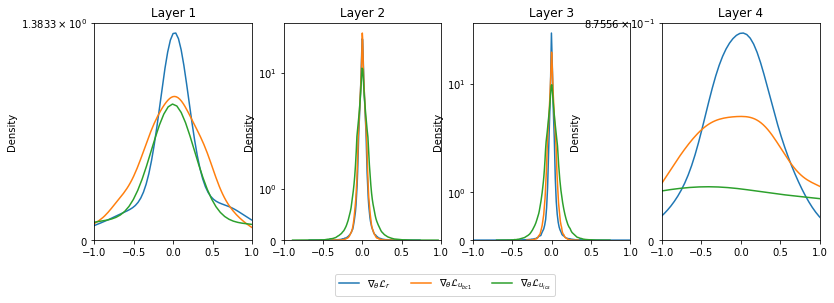 Layer 1 Layer 2 Layer 3 Layer 4
1.3833 × 10⁰ 8.7556 × 10⁻¹
10¹ 10¹
Density Density Density Density
10⁰ 10⁰
0 0 0 0
−1.0 −0.5 0.0 0.5 1.0 −1.0 −0.5 0.0 0.5 1.0 −1.0 −0.5 0.0 0.5 1.0 −1.0 −0.5 0.0 0.5 1.0
∇θℒr ∇θℒu_bc1 ∇θℒu_ics